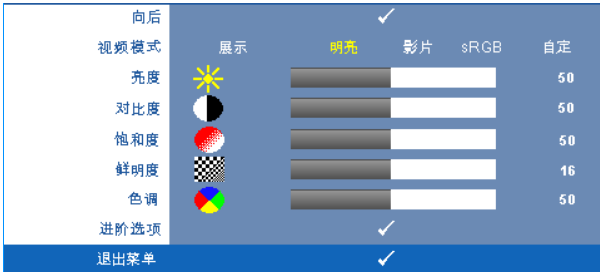 向后
视频模式 展示 明亮 影片 sRGB 自定
亮度 50
对比度 50
饱和度 50
鲜明度 16
色调 50
进阶选项
退出菜单